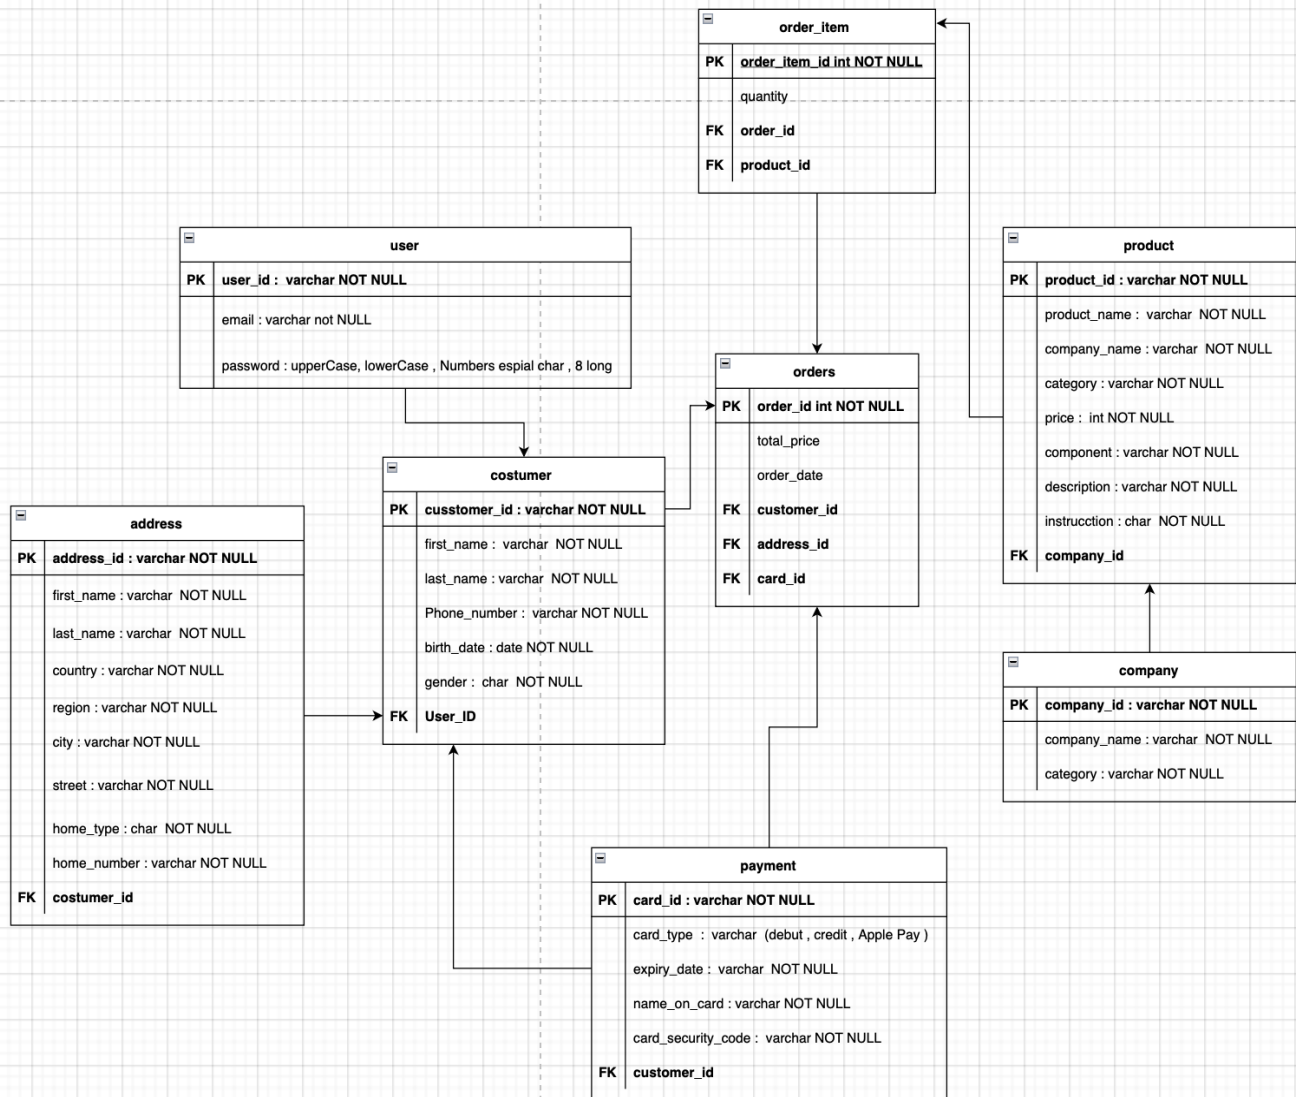 order_item
PK order_item_id int NOT NULL
quantity
FK order_id
FK product_id
user
PK user_id : varchar NOT NULL
email : varchar not NULL
password : upperCase, lowerCase , Numbers espial char , 8 long
product
PK product_id : varchar NOT NULL
product_name : varchar NOT NULL
company_name : varchar NOT NULL
category : varchar NOT NULL
price : int NOT NULL
component : varchar NOT NULL
description : varchar NOT NULL
instrucction : char NOT NULL
FK company_id
orders
PK order_id int NOT NULL
total_price
order_date
FK customer_id
FK address_id
FK card_id
costumer
PK cusstomer_id : varchar NOT NULL
first_name : varchar NOT NULL
last_name : varchar NOT NULL
Phone_number : varchar NOT NULL
birth_date : date NOT NULL
gender : char NOT NULL
FK User_ID
address
PK address_id : varchar NOT NULL
first_name : varchar NOT NULL
last_name : varchar NOT NULL
country : varchar NOT NULL
region : varchar NOT NULL
city : varchar NOT NULL
street : varchar NOT NULL
home_type : char NOT NULL
home_number : varchar NOT NULL
FK costumer_id
company
PK company_id : varchar NOT NULL
company_name : varchar NOT NULL
category : varchar NOT NULL
payment
PK card_id : varchar NOT NULL
card_type : varchar (debut , credit , Apple Pay )
expiry_date : varchar NOT NULL
name_on_card : varchar NOT NULL
card_security_code : varchar NOT NULL
FK customer_id